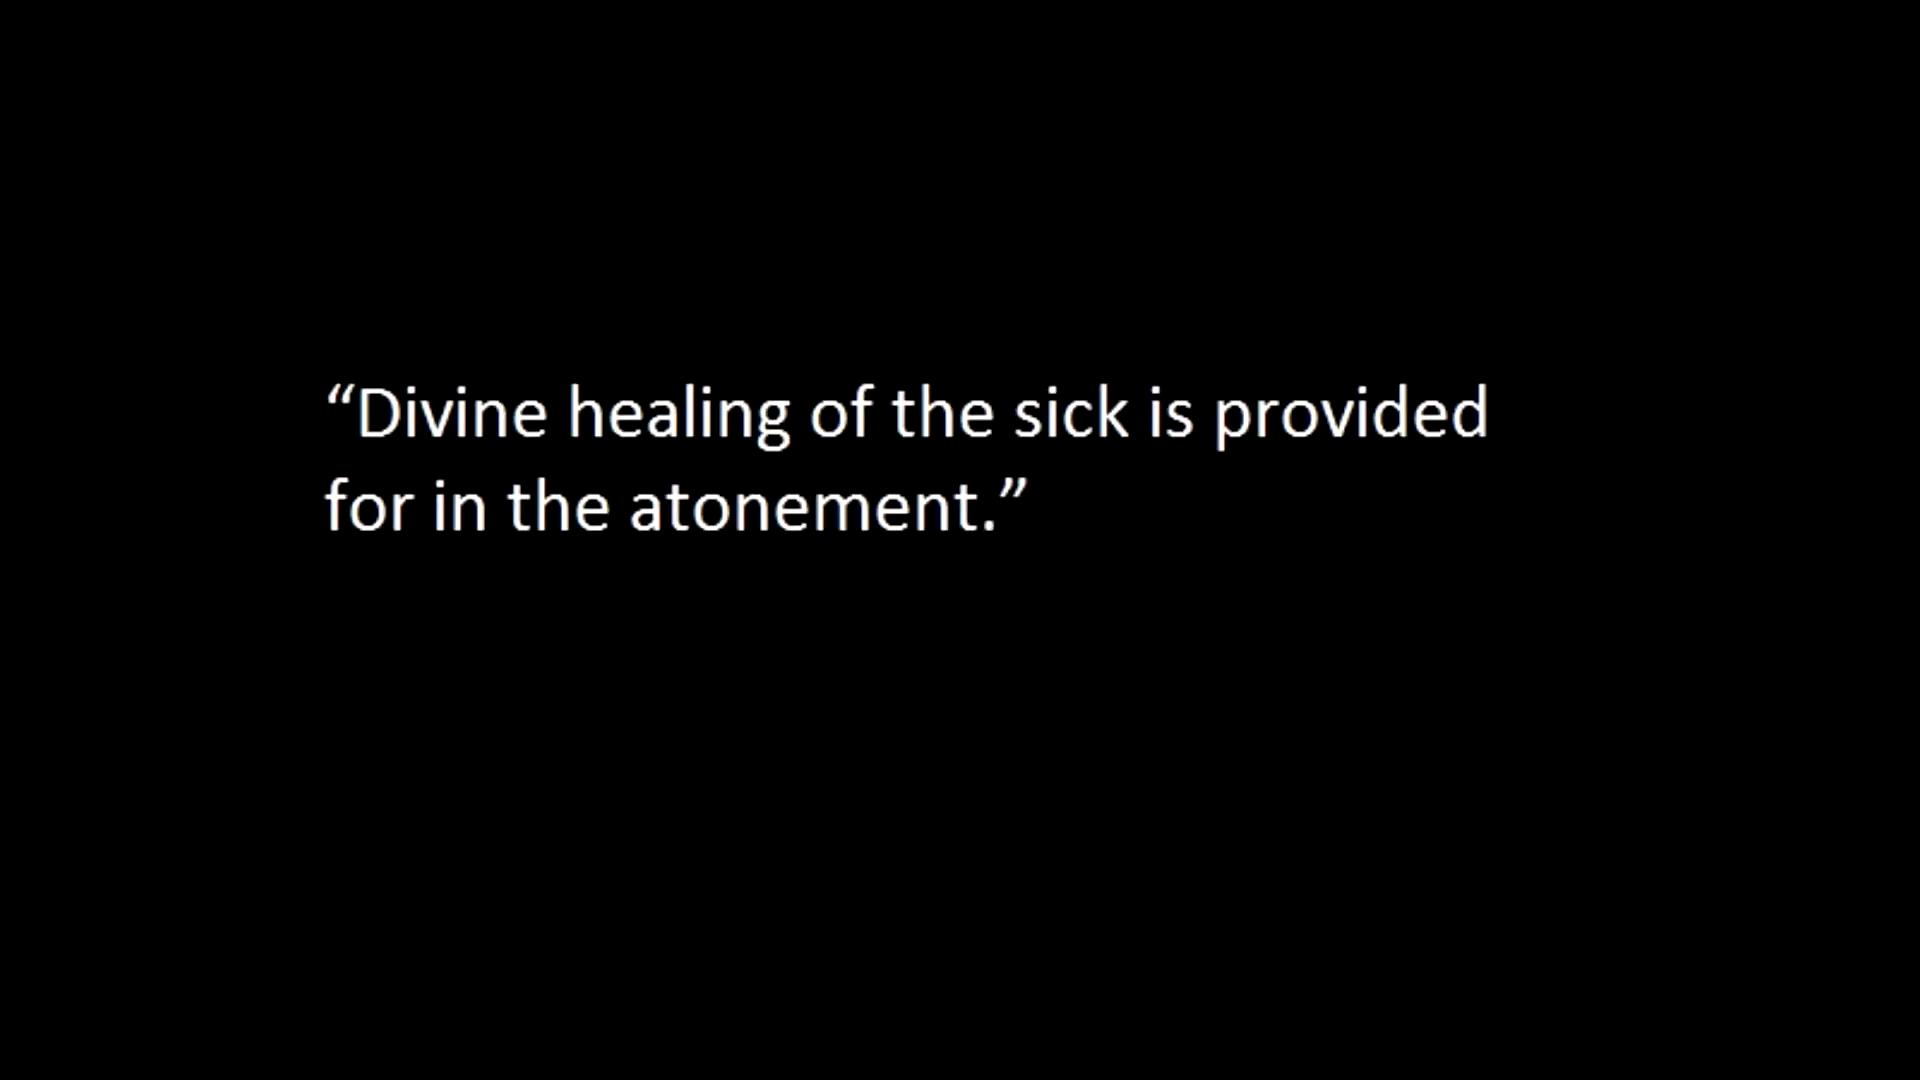 “Divine healing of the sick is provided
for in the atonement.”